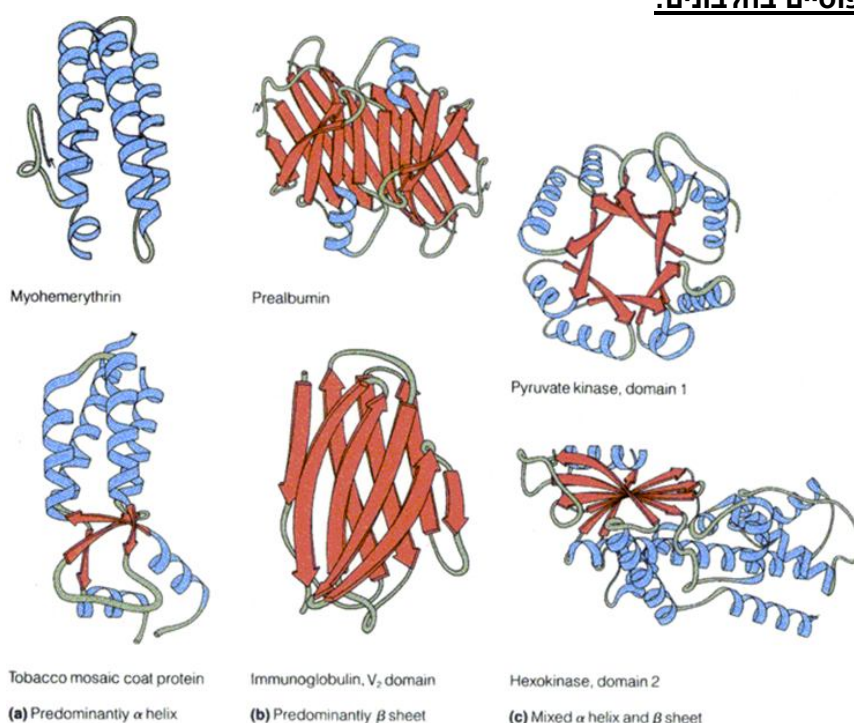 בחלבונים:
Myohemerythrin
Prealbumin
Pyruvate kinase, domain 1
Tobacco mosaic coat protein
Immunoglobulin, V₂ domain
Hexokinase, domain 2
(a) Predominantly α helix
(b) Predominantly β sheet
(c) Mixed α helix and β sheet